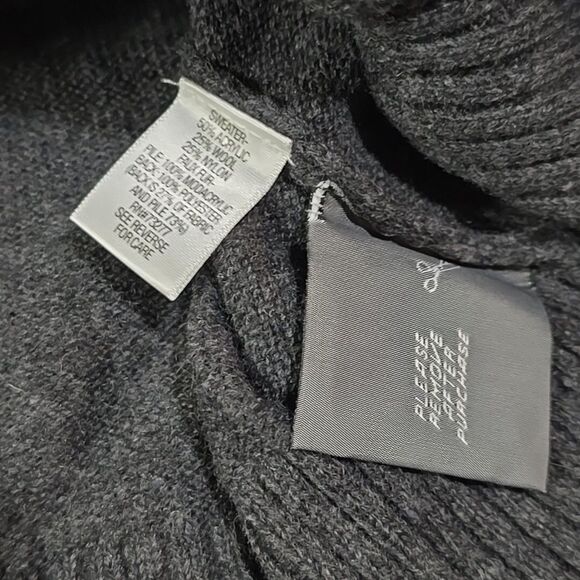 SWEATER-
50% ACRYLIC
25% WOOL
25% NYLON
FAUX FUR-
PILE 100% MODACRYLIC
BACK 100% POLYESTER
(BACK IS 27% OF FABRIC
AND PILE 73%)
RN# 73277
SEE REVERSE
FOR CARE
PLEASE
REMOVE
AFTER
PURCHASE